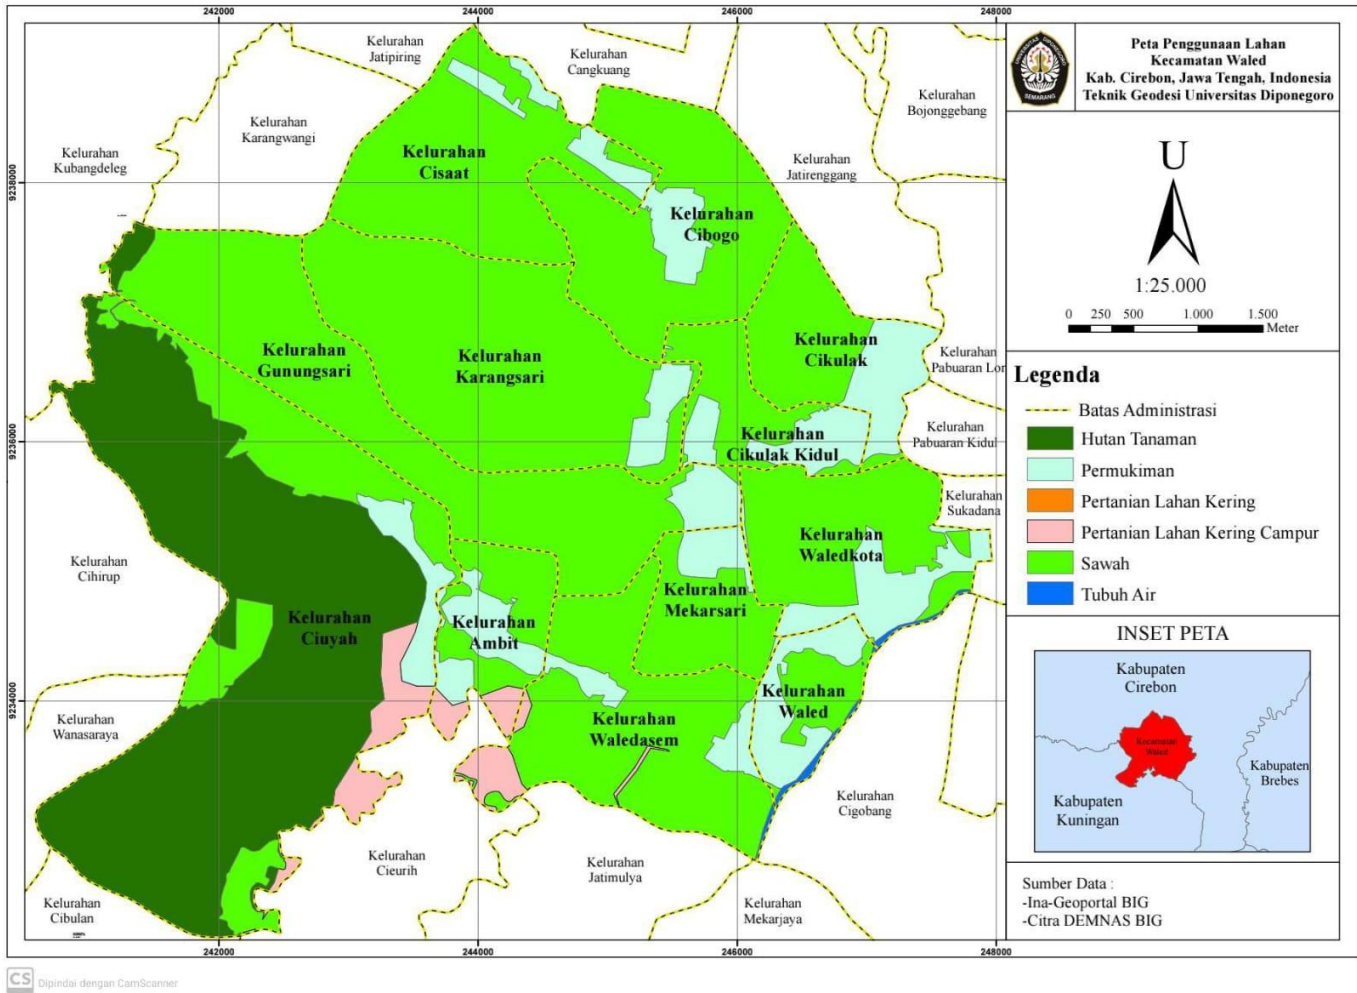 242000
244000
246000
248000
Kelurahan
Jatipiring
Kelurahan
Cangkuang
Kelurahan
Bojonggebang
Kelurahan
Karangwangi
Kelurahan
Kubangdeleg
Kelurahan
Jatirenggang
Kelurahan
Cisaat
Kelurahan
Cibogo
9238000
Kelurahan
Gunungsari
Kelurahan
Karangsari
Kelurahan
Cikulak
Kelurahan
Pabuaran Lor
Kelurahan
Pabuaran Kidul
Kelurahan
Cikulak Kidul
9236000
Kelurahan
Sukadana
Kelurahan
Waledkota
Kelurahan
Cihirup
Kelurahan
Ciuyah
Kelurahan
Ambit
Kelurahan
Mekarsari
Kelurahan
Waled
9234000
Kelurahan
Wanasaraya
Kelurahan
Waledasem
Kelurahan
Cigobang
Kelurahan
Cieurih
Kelurahan
Jatimulya
Kelurahan
Cibulan
Kelurahan
Mekarjaya
242000
244000
246000
248000
UNIVERSITAS DIPONEGORO
SEMARANG
Peta Penggunaan Lahan
Kecamatan Waled
Kab. Cirebon, Jawa Tengah, Indonesia
Teknik Geodesi Universitas Diponegoro
U
1:25.000
0 250 500 1.000 1.500
Meter
Legenda
Batas Administrasi
Hutan Tanaman
Permukiman
Pertanian Lahan Kering
Pertanian Lahan Kering Campur
Sawah
Tubuh Air
INSET PETA
Kabupaten
Cirebon
Kecamatan
Waled
Kabupaten
Brebes
Kabupaten
Kuningan
Sumber Data :
-Ina-Geoportal BIG
-Citra DEMNAS BIG
CS Dipindai dengan CamScanner